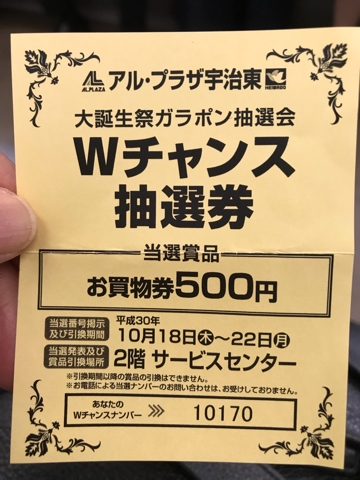 AL.PLAZA アル・プラザ宇治東 HEIWADO
大誕生祭ガラポン抽選会
Wチャンス
抽選券
当選賞品
お買物券500円
当選番号掲示
及び引換期間
平成30年
10月18日㊍～22日㊊
当選発表及び
賞品引換場所
2階 サービスセンター
※引換期間以降の賞品の引換はできません。
※お電話による当選ナンバーのお問い合わせは、お受けしておりません。
あなたの
Wチャンスナンバー
10170